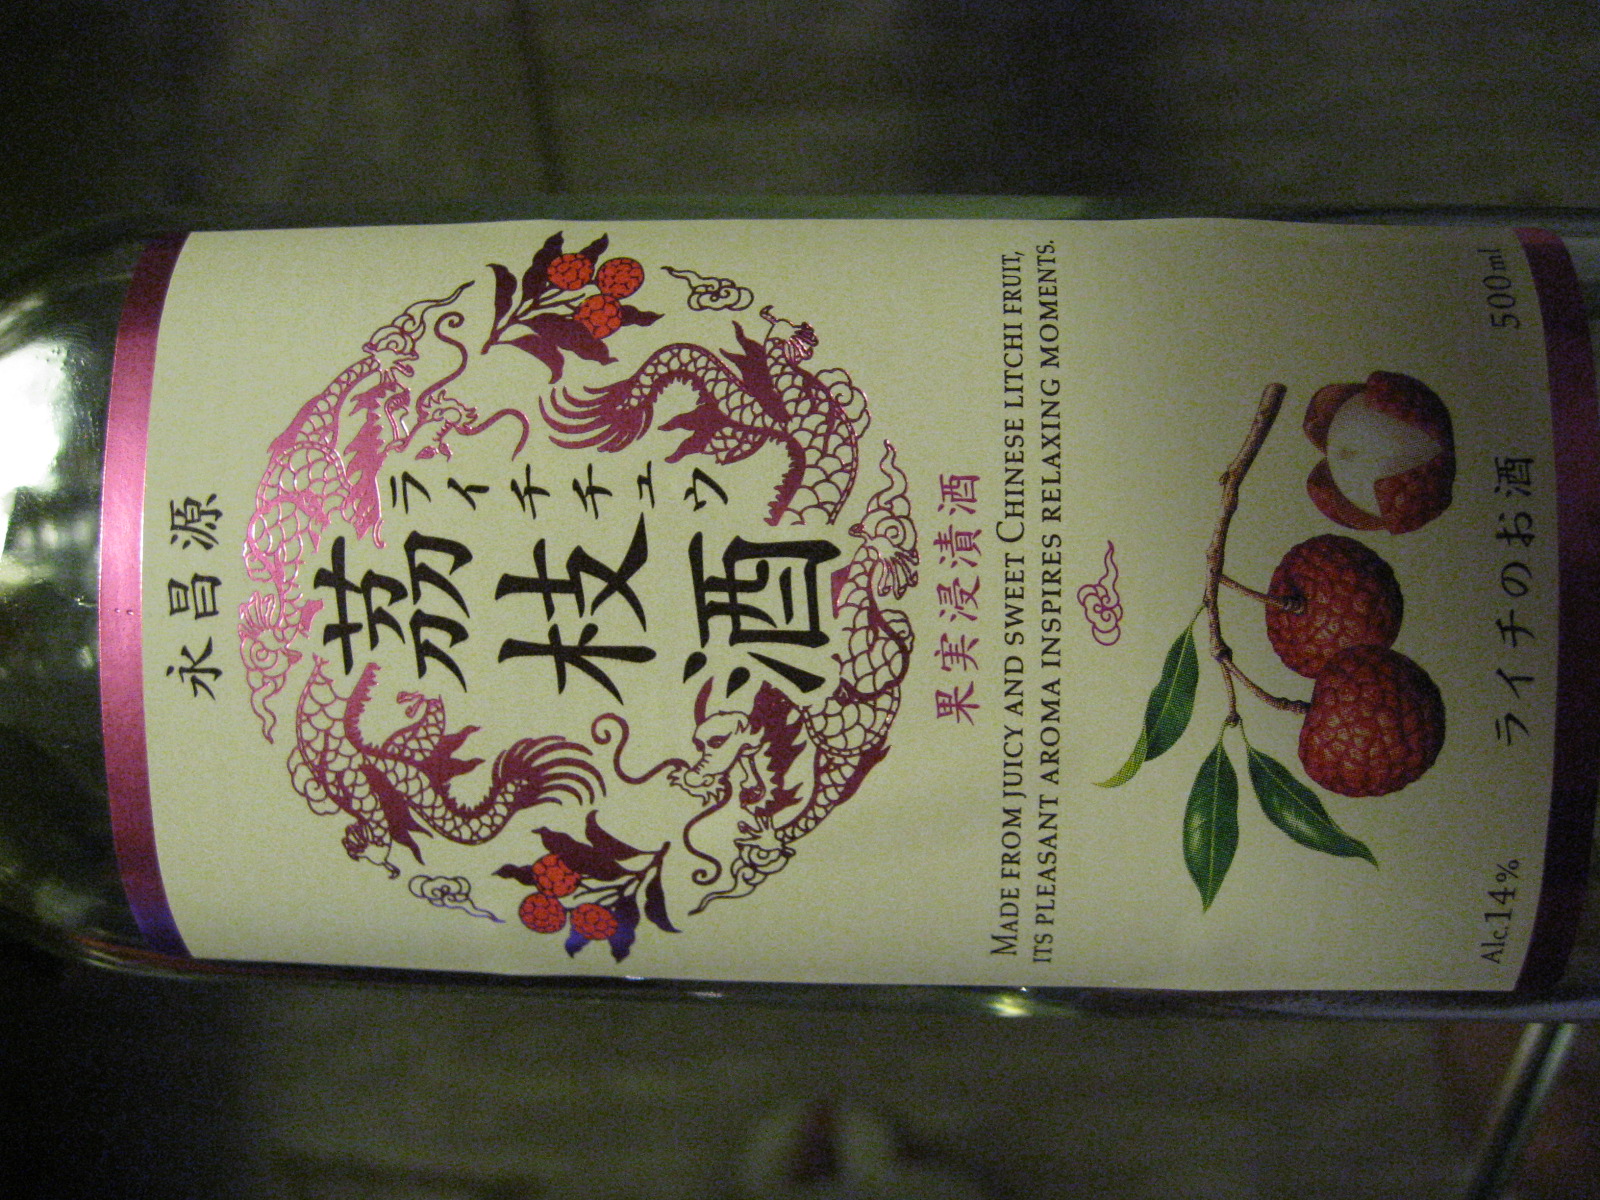 永昌源
荔枝酒
ライチチュウ
果実浸漬酒
MADE FROM JUICY AND SWEET CHINESE LITCHI FRUIT,
ITS PLEASANT AROMA INSPIRES RELAXING MOMENTS.
Alc.14% ライチのお酒 500ml